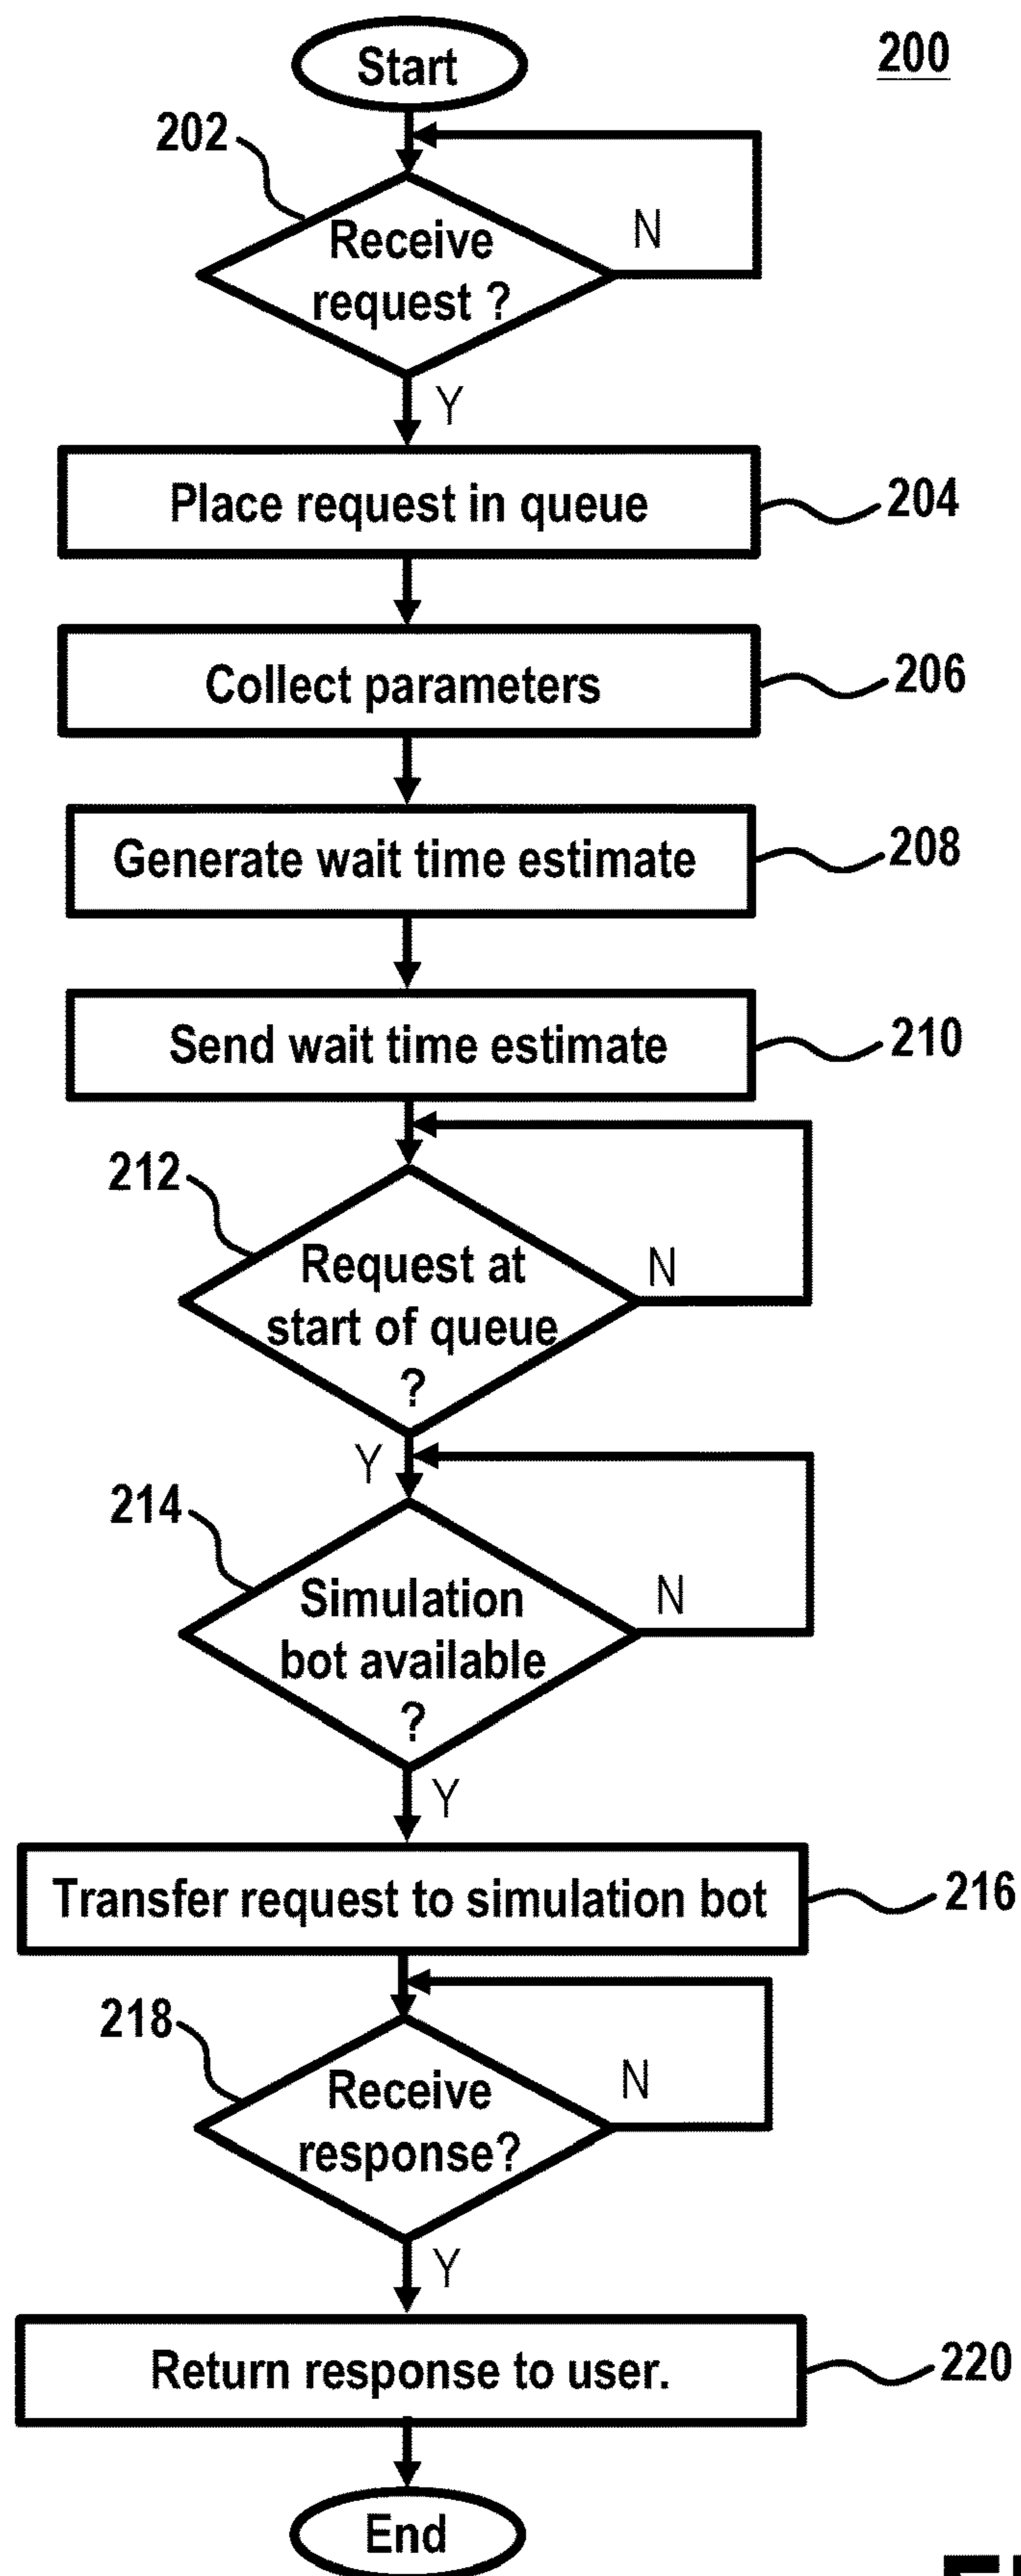 Start
200
202
Receive
request ?
N
Y
Place request in queue
204
Collect parameters
206
Generate wait time estimate
208
Send wait time estimate
210
212
Request at
start of queue
?
N
Y
214
Simulation
bot available
?
N
Y
Transfer request to simulation bot
216
218
Receive
response?
N
Y
Return response to user.
220
End